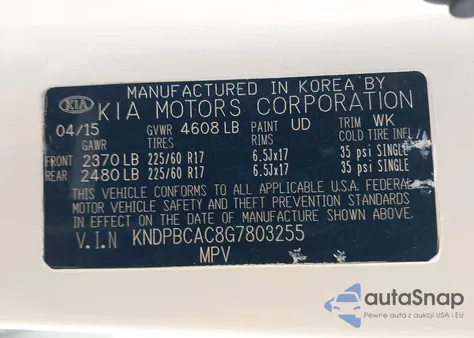 MANUFACTURED IN KOREA BY
KIA KIA MOTORS CORPORATION
04/15 GVWR 4608 LB PAINT UD TRIM WK
GAWR TIRES RIMS COLD TIRE INFL.
FRONT 2370 LB 225/60 R17 6.5Jx17 35 psi SINGLE
REAR 2480 LB 225/60 R17 6.5Jx17 35 psi SINGLE
THIS VEHICLE CONFORMS TO ALL APPLICABLE U.S.A. FEDERAL
MOTOR VEHICLE SAFETY AND THEFT PREVENTION STANDARDS
IN EFFECT ON THE DATE OF MANUFACTURE SHOWN ABOVE.
V.I.N KNDPBCAC8G7803255
MPV
autoSnap
Pewne auta z aukcji USA i EU